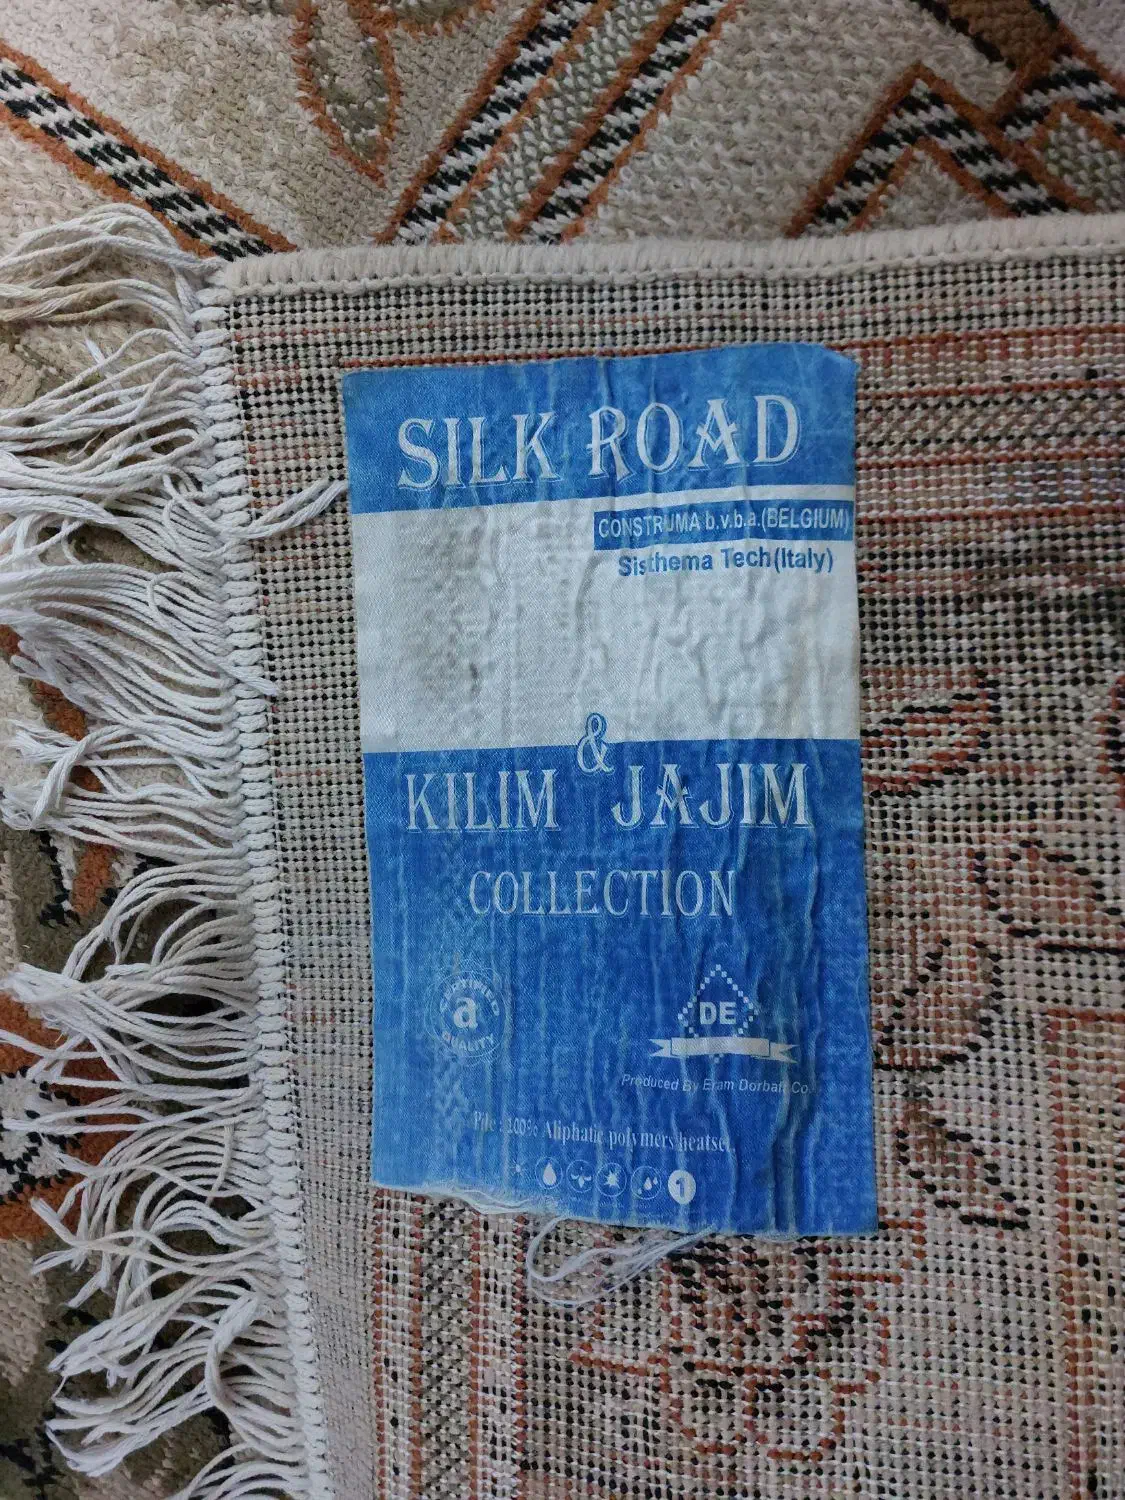 SILK ROAD
CONSTRUMA b.v.b.a.(BELGIUM)
Sisthema Tech(Italy)
&
KILIM JAJIM
COLLECTION
CERTIFIED
a
QUALITY
DE
Produced By Eram Dorbaft Co.
Pile : 100% Aliphatic polymers heatset.
1